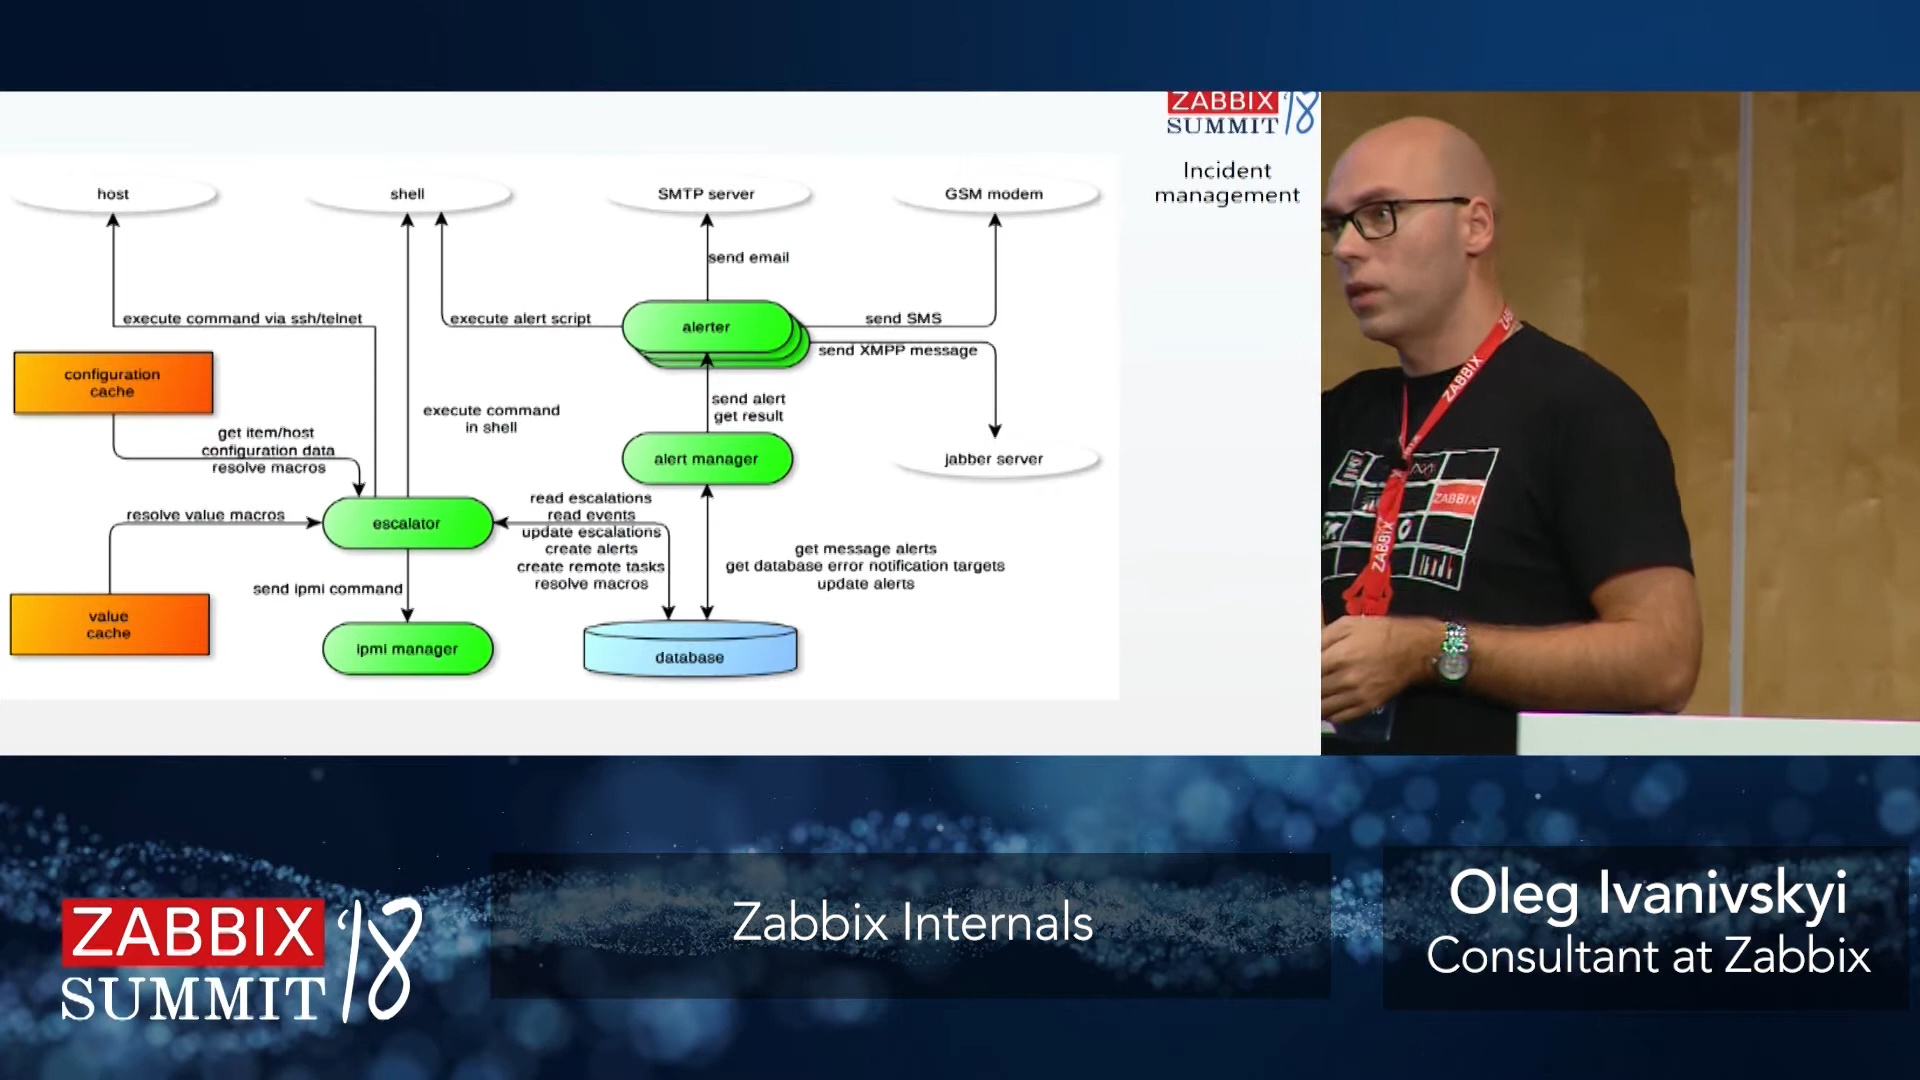 ZABBIX '18
SUMMIT
Incident
management
host
shell
SMTP server
GSM modem
send email
execute command via ssh/telnet
execute alert script
alerter
send SMS
send XMPP message
configuration
cache
send alert
get result
execute command
in shell
get item/host
configuration data
resolve macros
alert manager
jabber server
resolve value macros
escalator
read escalations
read events
update escalations
create alerts
create remote tasks
resolve macros
get message alerts
get database error notification targets
update alerts
send ipmi command
value
cache
ipmi manager
database
ZABBIX
ZABBIX
ZABBIX
ZABBIX
ZABBIX '18
SUMMIT
Zabbix Internals
Oleg Ivanivskyi
Consultant at Zabbix